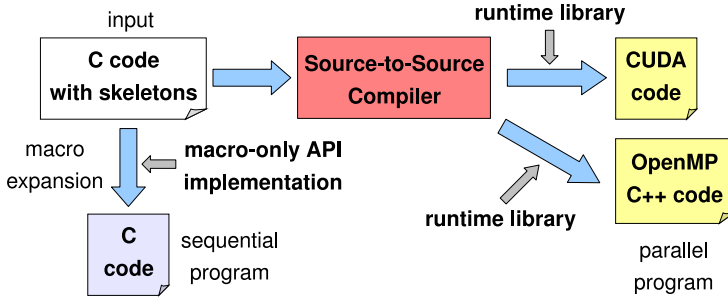 input
C code
with skeletons
Source-to-Source
Compiler
runtime library
CUDA
code
macro
expansion
macro-only API
implementation
runtime library
OpenMP
C++ code
C
code
sequential
program
parallel
program